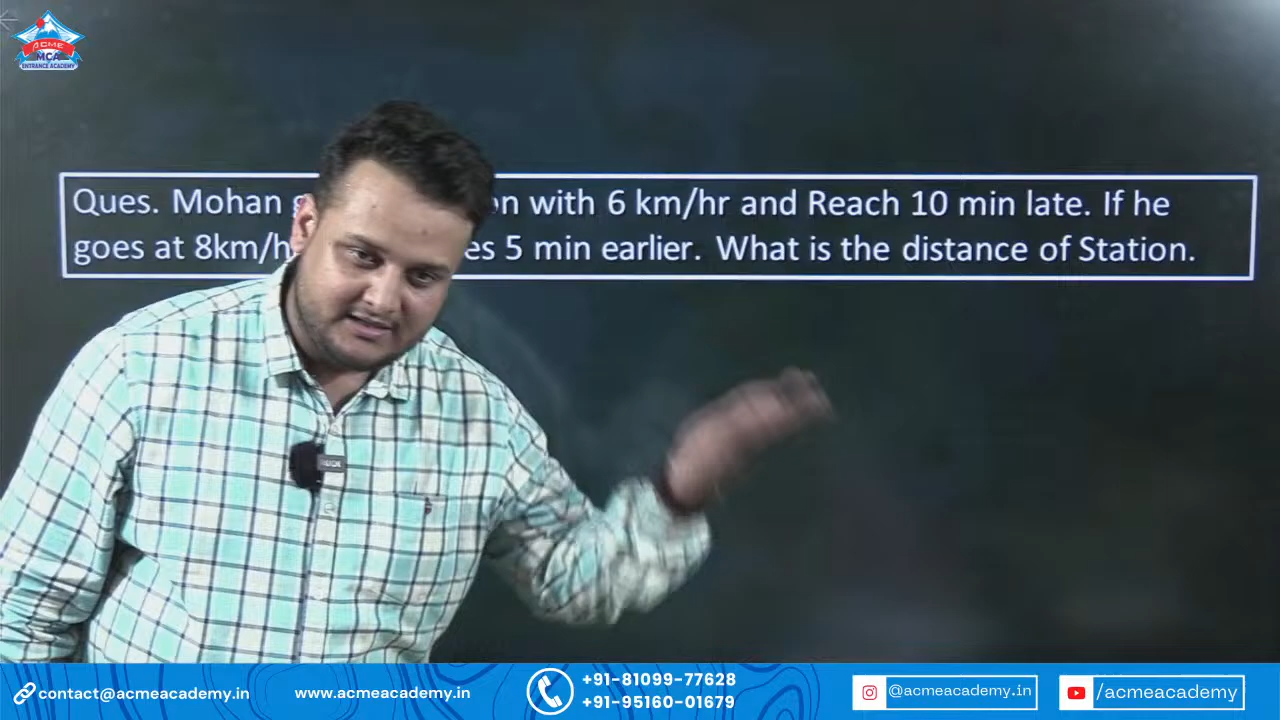 ACME
MCA
ENTRANCE ACADEMY
Ques. Mohan with 6 km/hr and Reach 10 min late. If he
goes at 8km/h 5 min earlier. What is the distance of Station.
contact@acmeacademy.in
www.acmeacademy.in
+91-81099-77628
+91-95160-01679
@acmeacademy.in
/acmeacademy